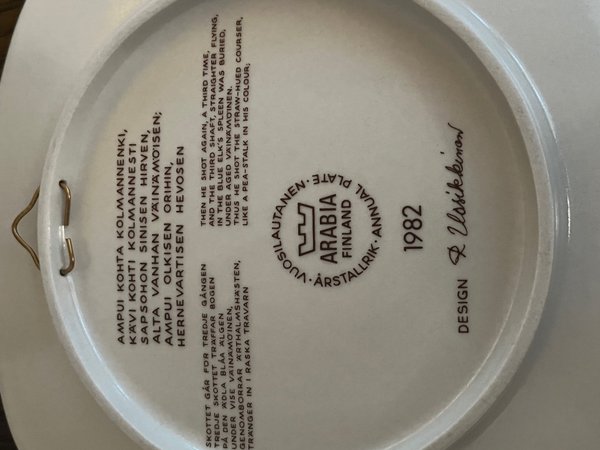 AMPUI KOHTA KOLMANNENKI,
KÄVI KOHTI KOLMANNESTI
SAPSOHON SINISEN HIRVEN,
ALTA VANHAN VÄINÄMÖISEN;
AMPUI OLKISEN ORIHIN,
HERNEVARTISEN HEVOSEN
SKOTTET GÅR FÖR TREDJE GÅNGEN
TREDJE SKOTTET TRÄFFAR BOGEN
PÅ DEN ÄDLA BLÅA ÄLGEN
UNDER VISE VÄINÄMÖINEN,
GENOMBORRAR ÄRTHALMSHÄSTEN,
TRÄNGER IN I RASKA TRAVARN
THEN HE SHOT AGAIN, A THIRD TIME,
AND THE THIRD SHAFT, STRAIGHTER FLYING,
IN THE BLUE ELK'S SPLEEN WAS BURIED,
UNDER AGED VÄINÄMÖINEN.
THUS HE SHOT THE STRAW-HUED COURSER,
LIKE A PEA-STALK IN HIS COLOUR;
VUOSILAUTANEN · ÅRSTALLRIK · ANNUAL PLATE ·
ARABIA
FINLAND
1982
DESIGN R Uosikkinen